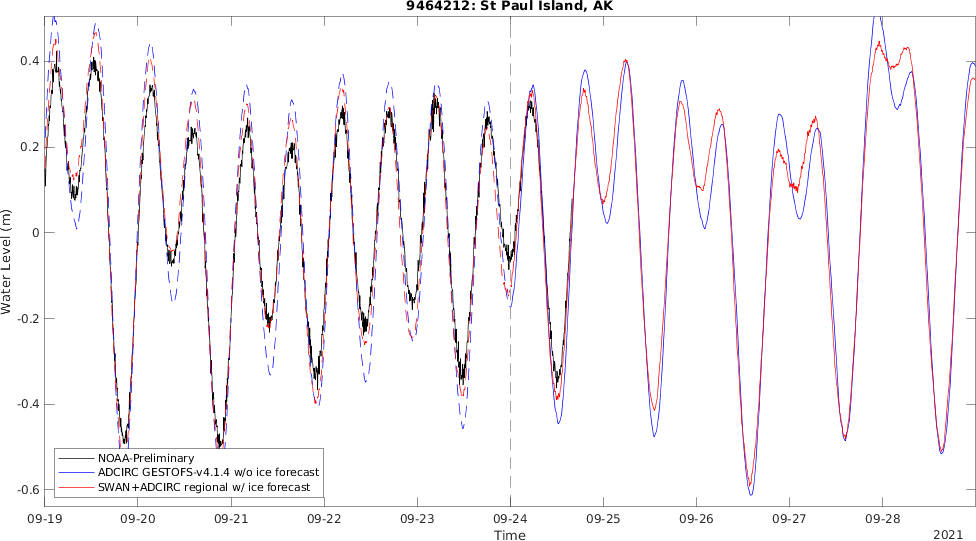 9464212: St Paul Island, AK
Water Level (m)
0.4
0.2
0
-0.2
-0.4
-0.6
NOAA-Preliminary
ADCIRC GESTOFS-v4.1.4 w/o ice forecast
SWAN+ADCIRC regional w/ ice forecast
09-19 09-20 09-21 09-22 09-23 09-24 09-25 09-26 09-27 09-28
Time
2021